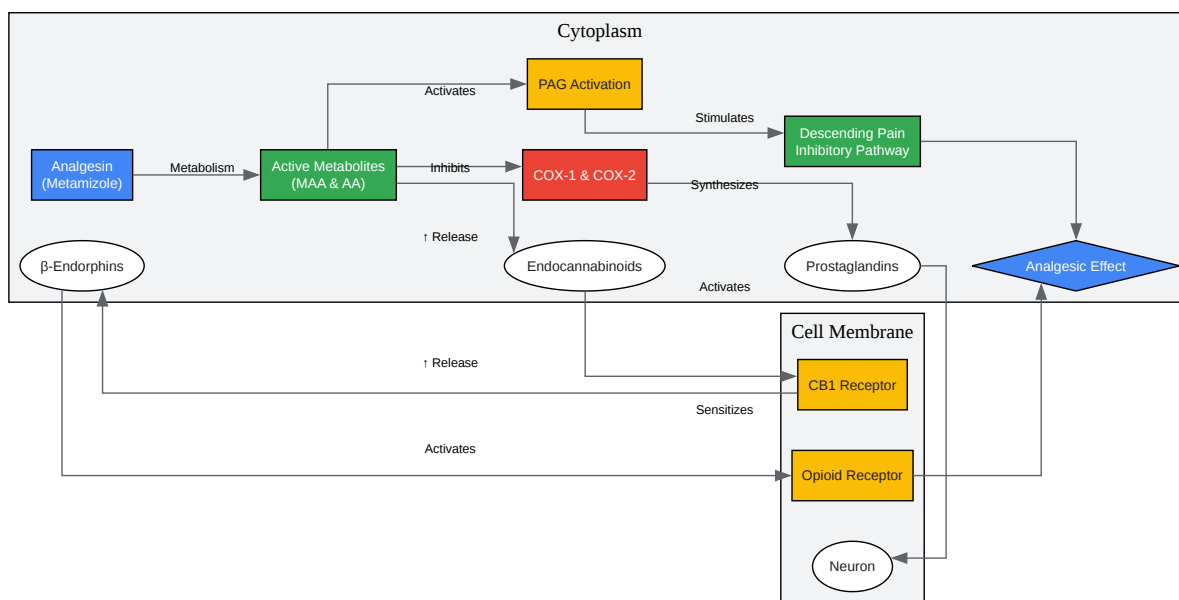 Cytoplasm
PAG Activation
Activates
Stimulates
Descending Pain
Inhibitory Pathway
Analgesin
(Metamizole)
Metabolism
Active Metabolites
(MAA & AA)
Inhibits
COX-1 & COX-2
Synthesizes
↑ Release
β-Endorphins
Endocannabinoids
Prostaglandins
Analgesic Effect
Activates
Cell Membrane
↑ Release
CB1 Receptor
Sensitizes
Activates
Opioid Receptor
Neuron